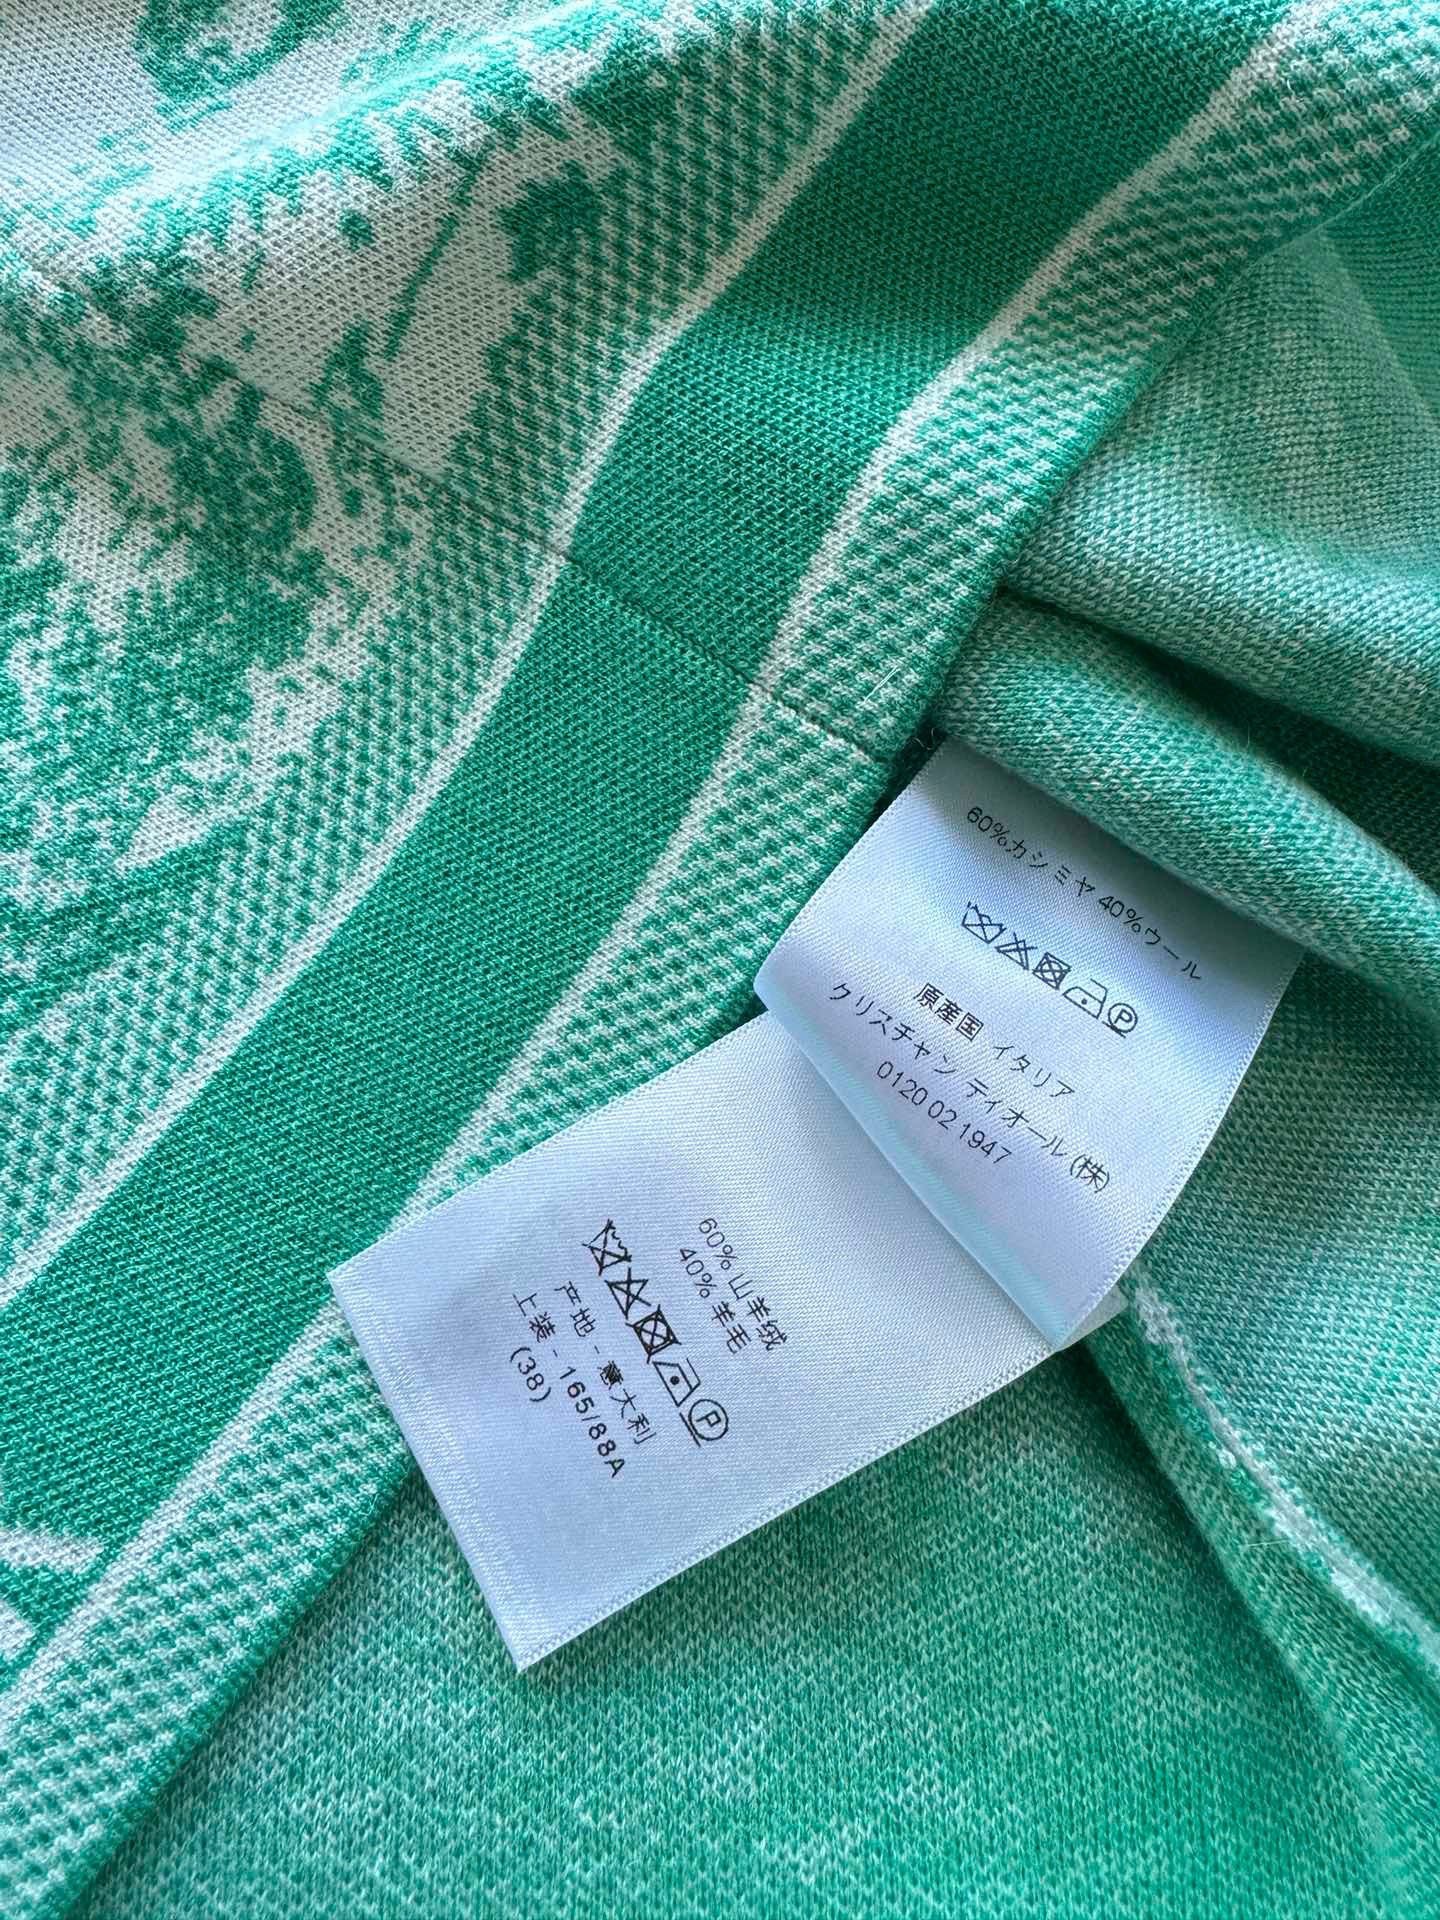 60%カシミヤ 40%ウール
P
原産国 イタリア
クリスチャン ディオール (株)
0120 02 1947
60% 山羊绒
40% 羊毛
P
产地 - 意大利
上装 - 165/88A
(38)